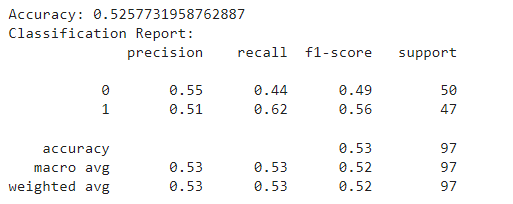 Accuracy: 0.5257731958762887
Classification Report:
precision recall f1-score support
0 0.55 0.44 0.49 50
1 0.51 0.62 0.56 47
accuracy 0.53 97
macro avg 0.53 0.53 0.52 97
weighted avg 0.53 0.53 0.52 97